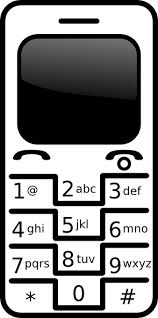 1@ 2abc 3def
4ghi 5jkl 6mno
7pqrs 8tuv 9wxyz
* 0 #